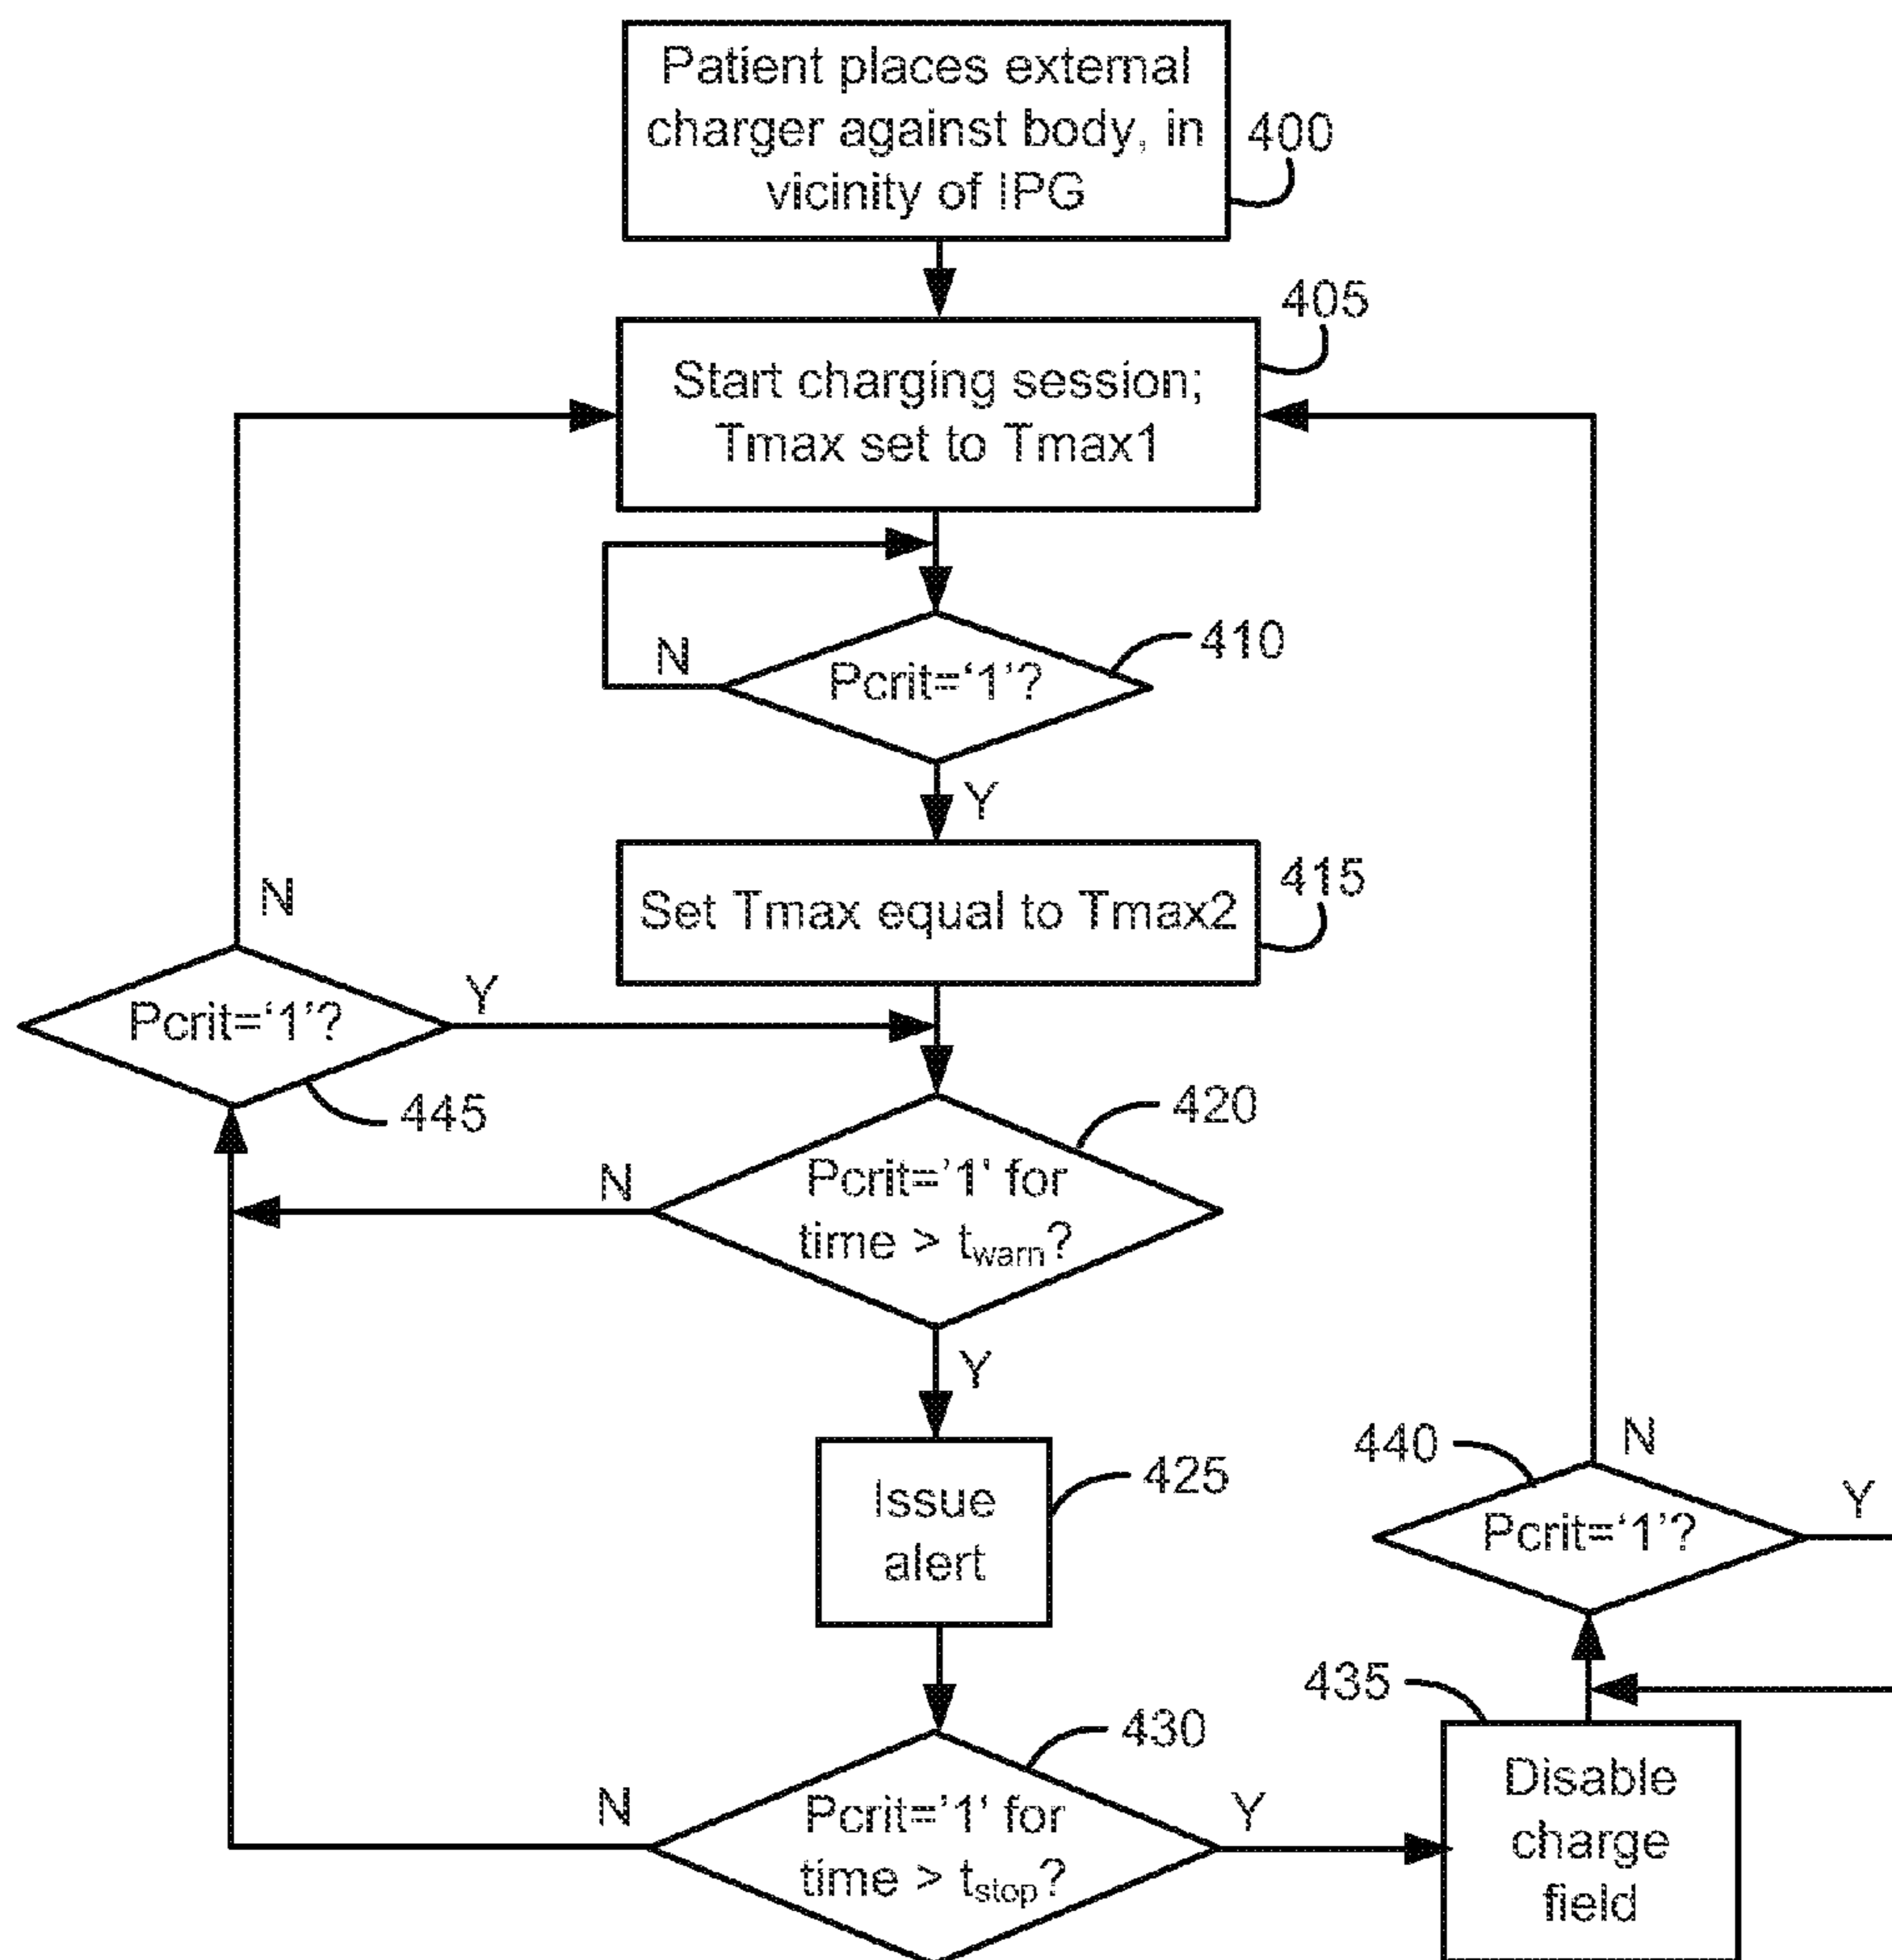 Patient places external
charger against body, in
vicinity of IPG
400
405
Start charging session;
Tmax set to Tmax1
N
410
Pcrit='1'?
Y
Set Tmax equal to Tmax2
415
N
Pcrit='1'?
Y
445
420
N
Pcrit='1' for
time > twarn?
Y
Issue
alert
425
440
N
Y
Pcrit='1'?
435
430
N
Pcrit='1' for
time > tstop?
Y
Disable
charge
field